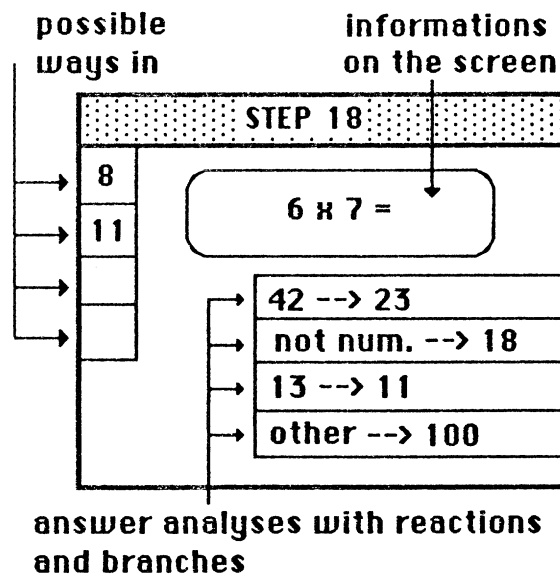 possible
ways in
informations
on the screen
STEP 18
8
11
6 x 7 =
42 --> 23
not num. --> 18
13 --> 11
other --> 100
answer analyses with reactions
and branches